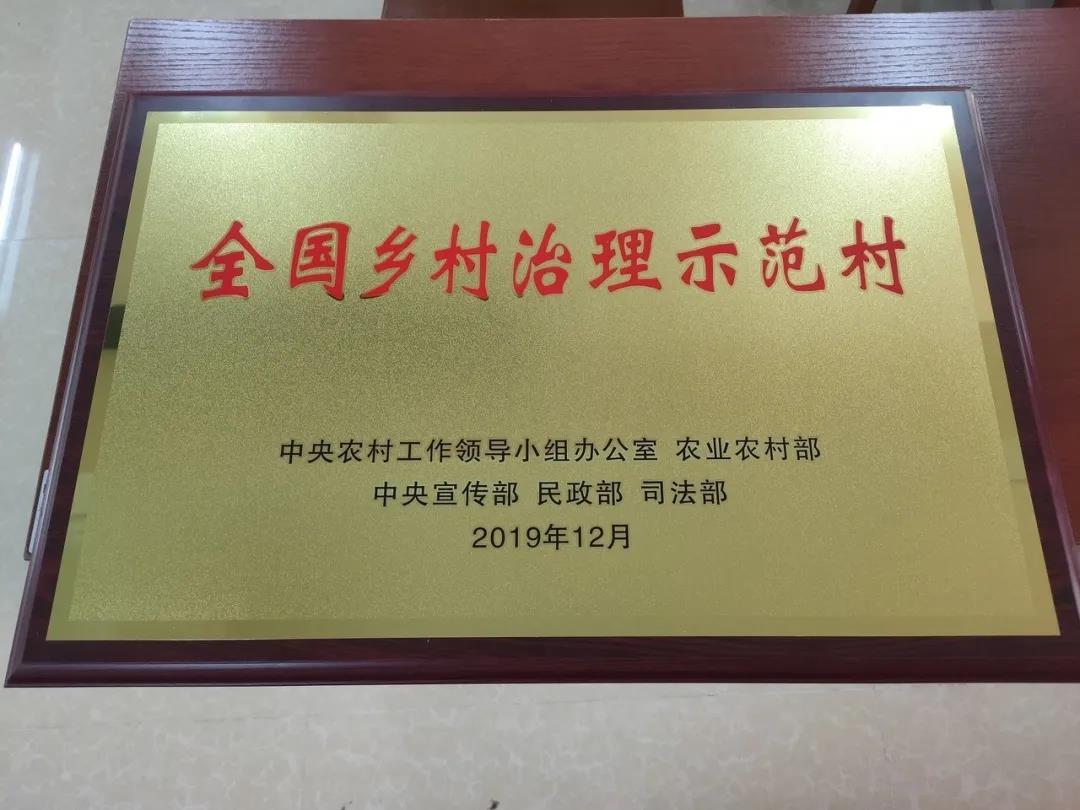 全国乡村治理示范村
中央农村工作领导小组办公室 农业农村部
中央宣传部 民政部 司法部
2019年12月